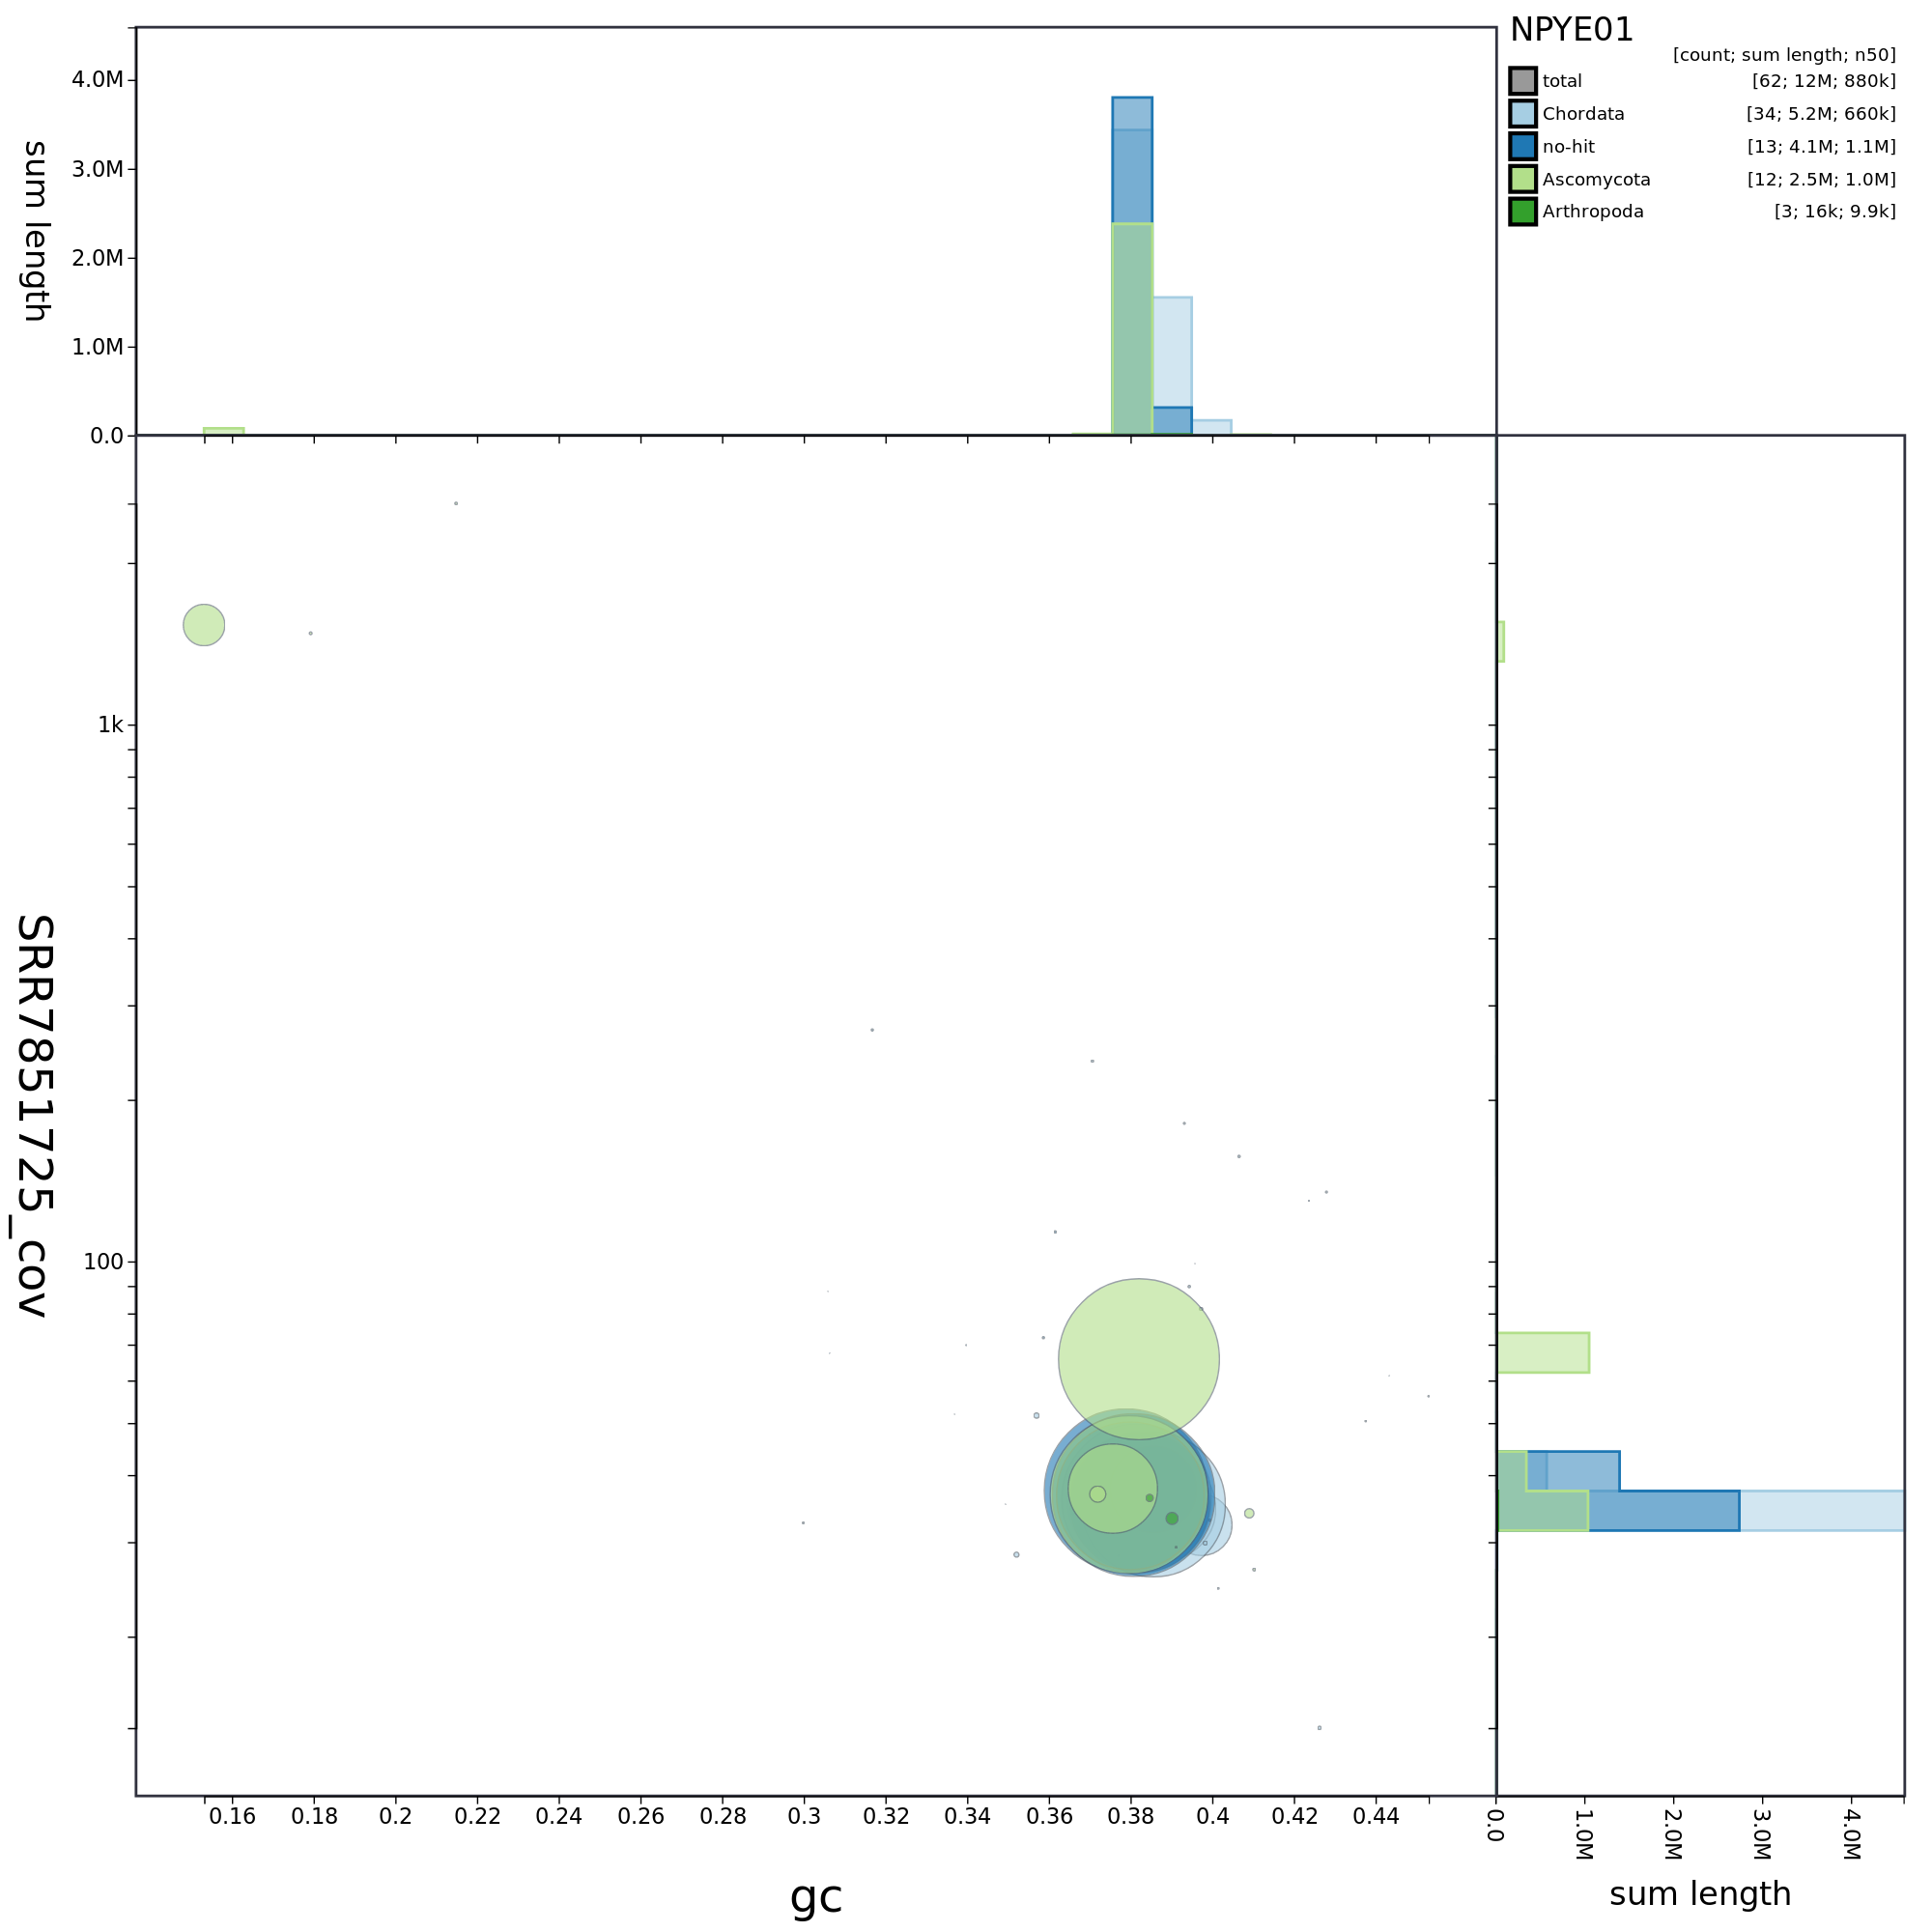 NPYE01
[count; sum length; n50]
total [62; 12M; 880k]
Chordata [34; 5.2M; 660k]
no-hit [13; 4.1M; 1.1M]
Ascomycota [12; 2.5M; 1.0M]
Arthropoda [3; 16k; 9.9k]
sum length
4.0M
3.0M
2.0M
1.0M
0.0
SRR7851725_cov
1k
100
0.16 0.18 0.2 0.22 0.24 0.26 0.28 0.3 0.32 0.34 0.36 0.38 0.4 0.42 0.44
gc
0.0 1.0M 2.0M 3.0M 4.0M
sum length